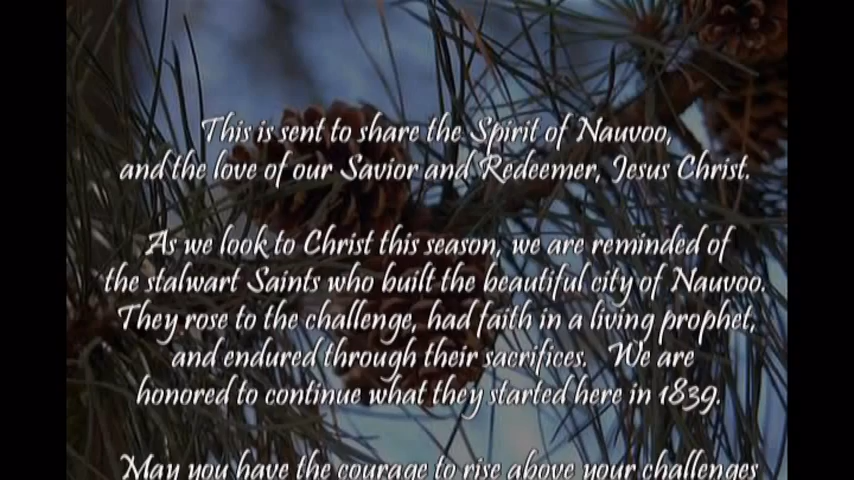 This is sent to share the Spirit of Nauvoo,
and the love of our Savior and Redeemer, Jesus Christ.
As we look to Christ this season, we are reminded of
the stalwart Saints who built the beautiful city of Nauvoo.
They rose to the challenge, had faith in a living prophet,
and endured through their sacrifices. We are
honored to continue what they started here in 1839.
May you have the courage to rise above your challenges